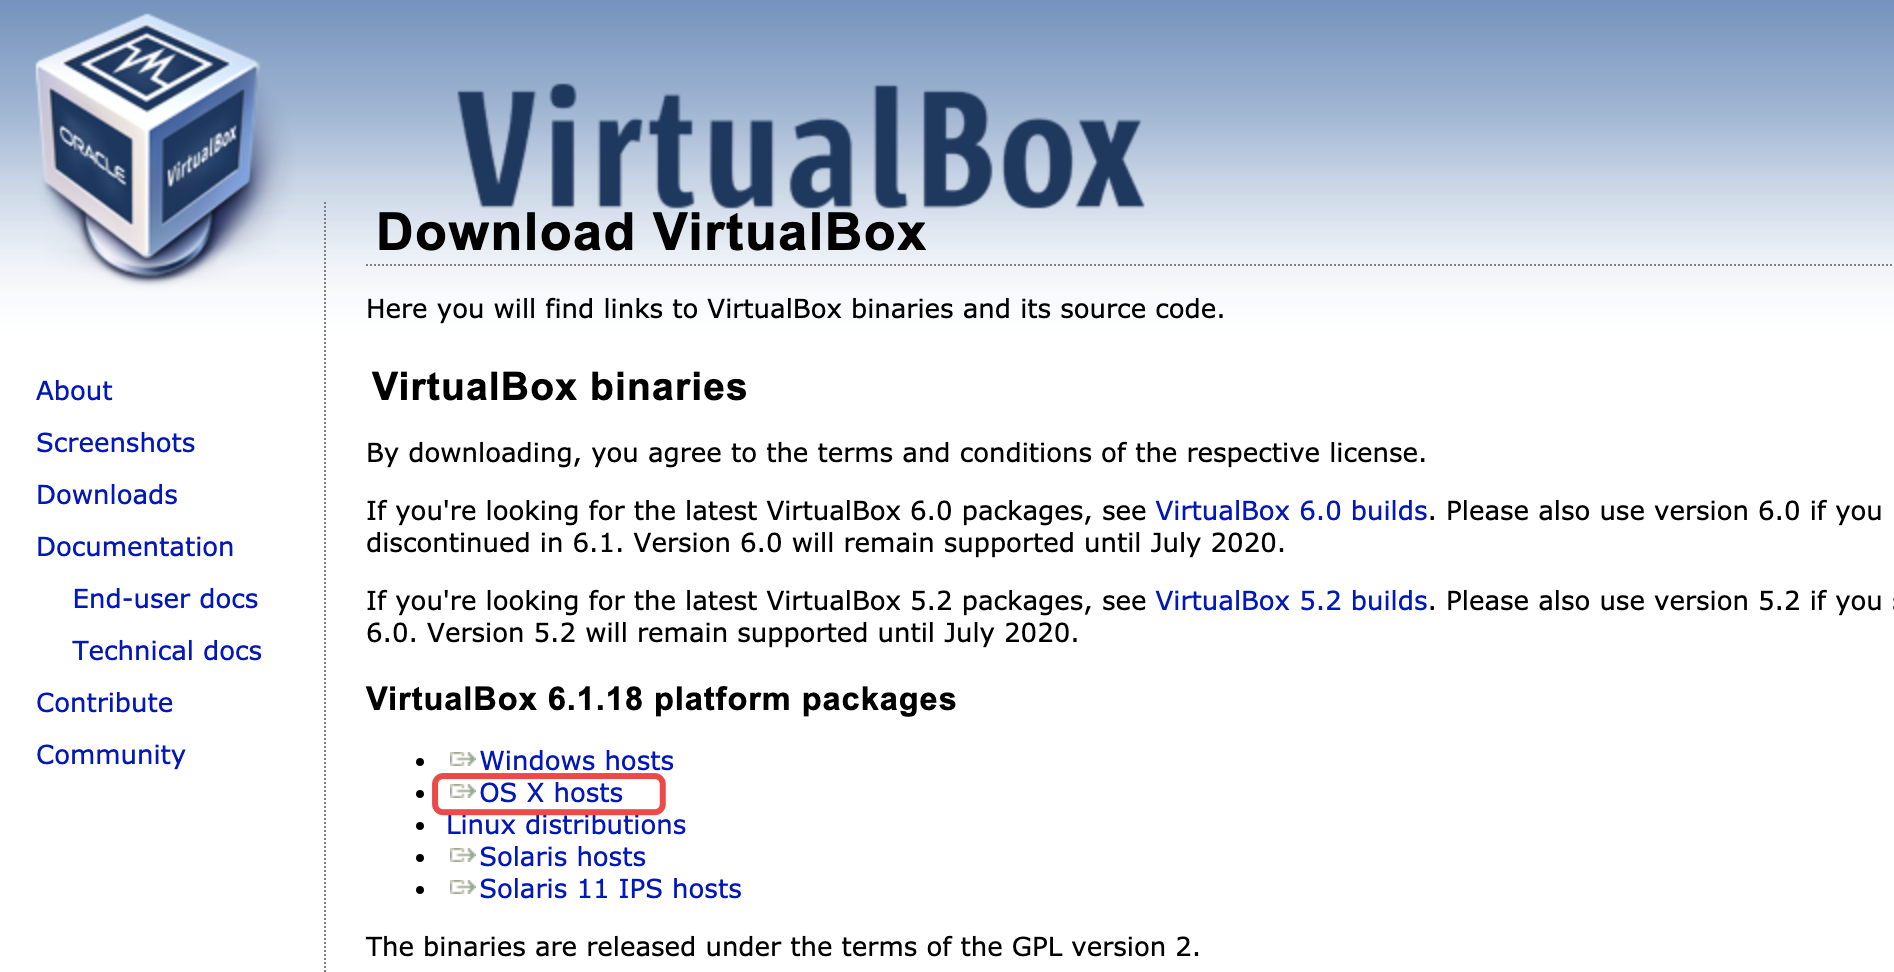 ORACLE
VirtualBox
VirtualBox
Download VirtualBox
Here you will find links to VirtualBox binaries and its source code.
About
Screenshots
Downloads
Documentation
End-user docs
Technical docs
Contribute
Community
VirtualBox binaries
By downloading, you agree to the terms and conditions of the respective license.
If you're looking for the latest VirtualBox 6.0 packages, see VirtualBox 6.0 builds. Please also use version 6.0 if you
discontinued in 6.1. Version 6.0 will remain supported until July 2020.
If you're looking for the latest VirtualBox 5.2 packages, see VirtualBox 5.2 builds. Please also use version 5.2 if you
6.0. Version 5.2 will remain supported until July 2020.
VirtualBox 6.1.18 platform packages
Windows hosts
OS X hosts
Linux distributions
Solaris hosts
Solaris 11 IPS hosts
The binaries are released under the terms of the GPL version 2.